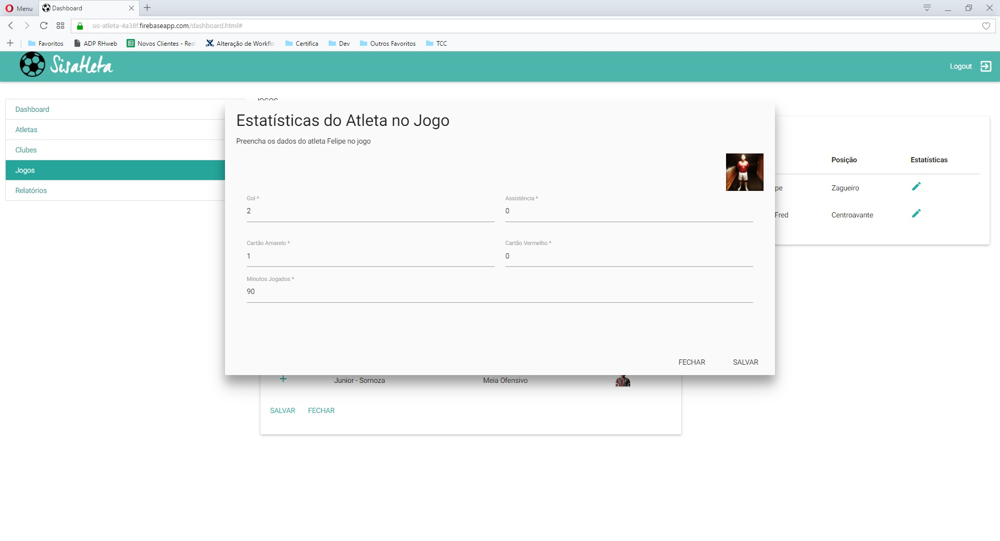 Menu
Dashboard
sis-atleta-4a38f.firebaseapp.com/dashboard.html#
Favoritos
ADP RHweb
Novos Clientes - Red
Alteração de Workflo
Certifica
Dev
Outros Favoritos
TCC
Sisatleta
Logout
JOGOS
Dashboard
Atletas
Clubes
Jogos
Relatórios
Estatísticas do Atleta no Jogo
Preencha os dados do atleta Felipe no jogo
Gol *
2
Assistência *
0
Cartão Amarelo *
1
Cartão Vermelho *
0
Minutos Jogados *
90
FECHAR SALVAR
Posição Estatísticas
pe Zagueiro
Fred Centroavante
Junior - Sornoza Meia Ofensivo
SALVAR FECHAR